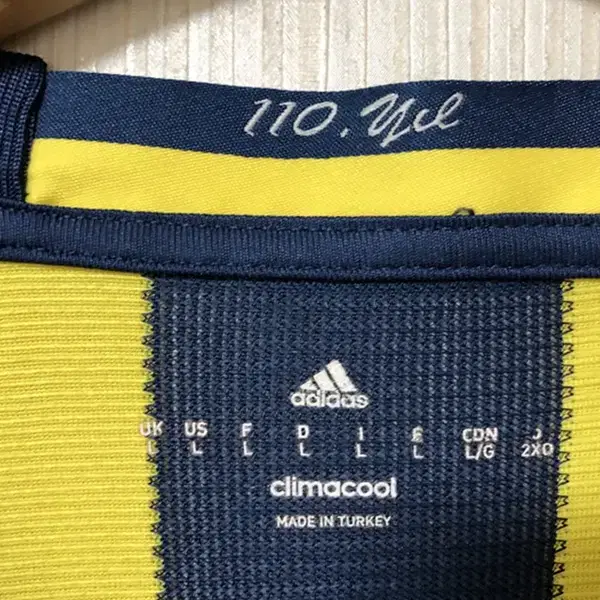 110. Yıl
adidas
UK US F D I E CDN J
L L L L L L L/G 2XO
climacool
MADE IN TURKEY